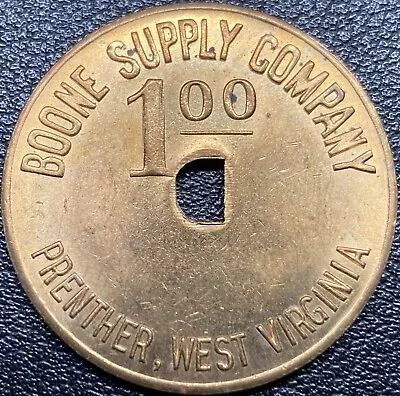 BOONE SUPPLY COMPANY
1 00
PRENTHER, WEST VIRGINIA